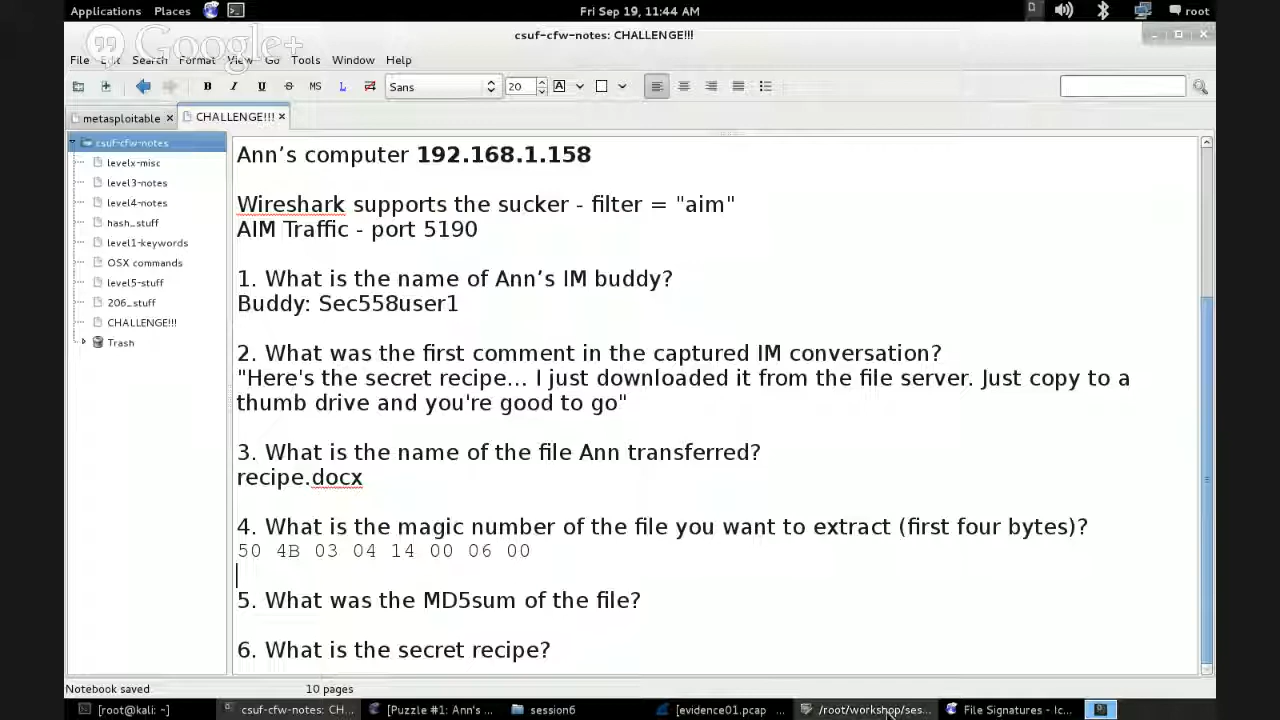 Applications Places Fri Sep 19, 11:44 AM root
Google+
csuf-cfw-notes: CHALLENGE!!!
File Edit Search Format View Go Tools Window Help
B I U S MS L Sans 20 A
metasploitable CHALLENGE!!!
csuf-cfw-notes
levelx-misc
level3-notes
level4-notes
hash_stuff
level1-keywords
OSX commands
level5-stuff
206_stuff
CHALLENGE!!!
Trash
Ann’s computer 192.168.1.158
Wireshark supports the sucker - filter = "aim"
AIM Traffic - port 5190
1. What is the name of Ann’s IM buddy?
Buddy: Sec558user1
2. What was the first comment in the captured IM conversation?
"Here's the secret recipe... I just downloaded it from the file server. Just copy to a
thumb drive and you're good to go"
3. What is the name of the file Ann transferred?
recipe.docx
4. What is the magic number of the file you want to extract (first four bytes)?
50 4B 03 04 14 00 06 00
5. What was the MD5sum of the file?
6. What is the secret recipe?
Notebook saved 10 pages
[root@kali: ~] csuf-cfw-notes: CH... [Puzzle #1: Ann's ... session6 [evidence01.pcap ... /root/workshop/ses... File Signatures - Ic...